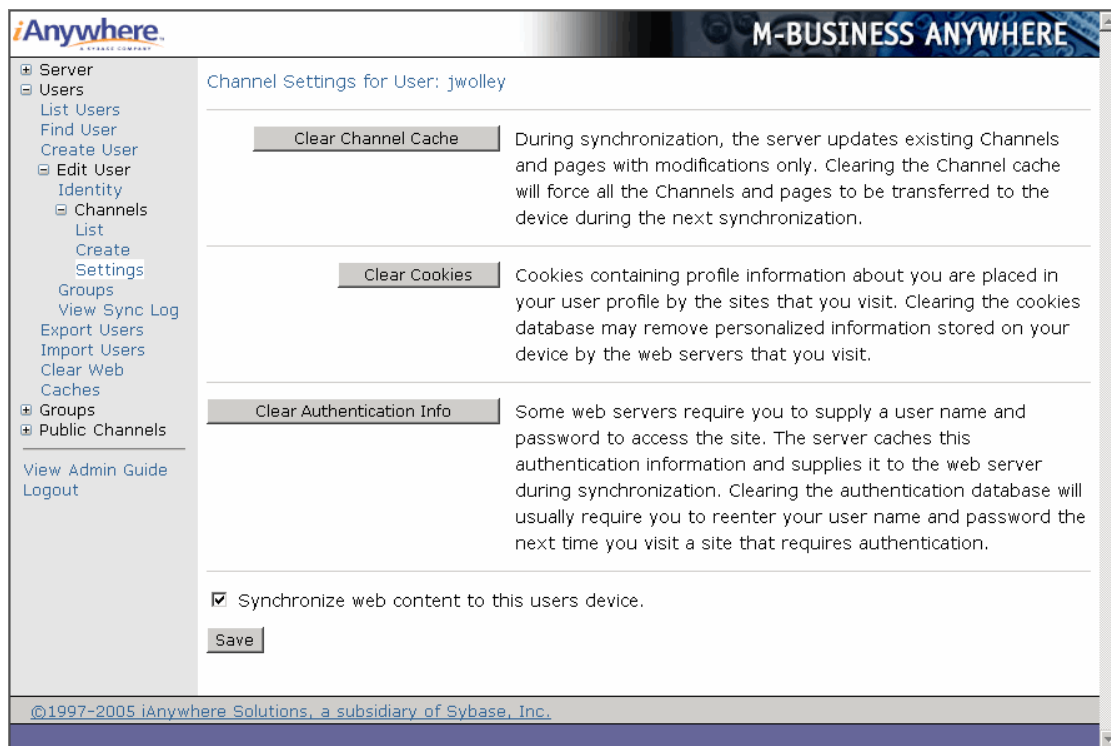 iAnywhere
A SYBASE COMPANY
M-BUSINESS ANYWHERE
Server
Users
List Users
Find User
Create User
Edit User
Identity
Channels
List
Create
Settings
Groups
View Sync Log
Export Users
Import Users
Clear Web
Caches
Groups
Public Channels
View Admin Guide
Logout
Channel Settings for User: jwolley
Clear Channel Cache
During synchronization, the server updates existing Channels
and pages with modifications only. Clearing the Channel cache
will force all the Channels and pages to be transferred to the
device during the next synchronization.
Clear Cookies
Cookies containing profile information about you are placed in
your user profile by the sites that you visit. Clearing the cookies
database may remove personalized information stored on your
device by the web servers that you visit.
Clear Authentication Info
Some web servers require you to supply a user name and
password to access the site. The server caches this
authentication information and supplies it to the web server
during synchronization. Clearing the authentication database will
usually require you to reenter your user name and password the
next time you visit a site that requires authentication.
Synchronize web content to this users device.
Save
©1997-2005 iAnywhere Solutions, a subsidiary of Sybase, Inc.